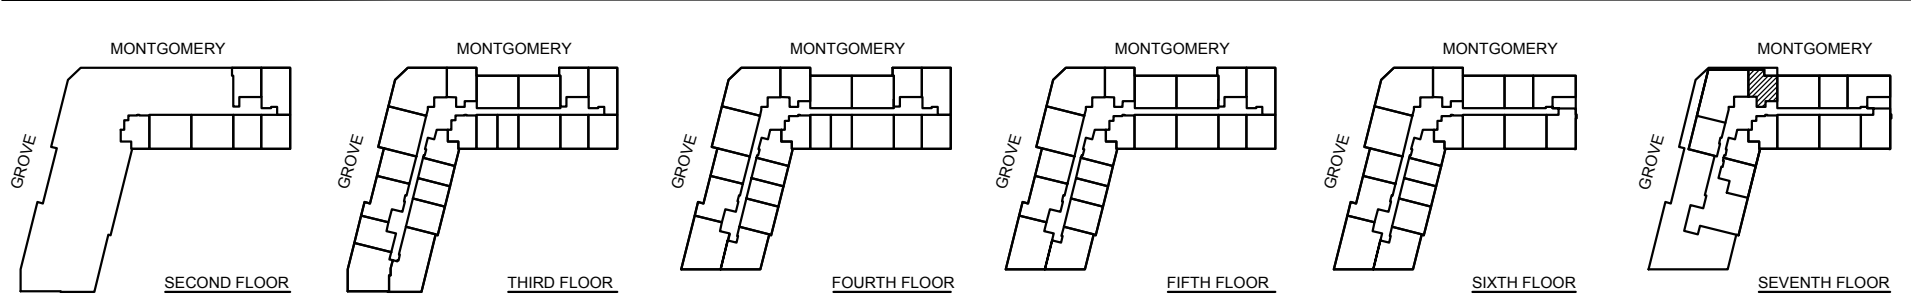 MONTGOMERY
GROVE
SECOND FLOOR
MONTGOMERY
GROVE
THIRD FLOOR
MONTGOMERY
GROVE
FOURTH FLOOR
MONTGOMERY
GROVE
FIFTH FLOOR
MONTGOMERY
GROVE
SIXTH FLOOR
MONTGOMERY
GROVE
SEVENTH FLOOR